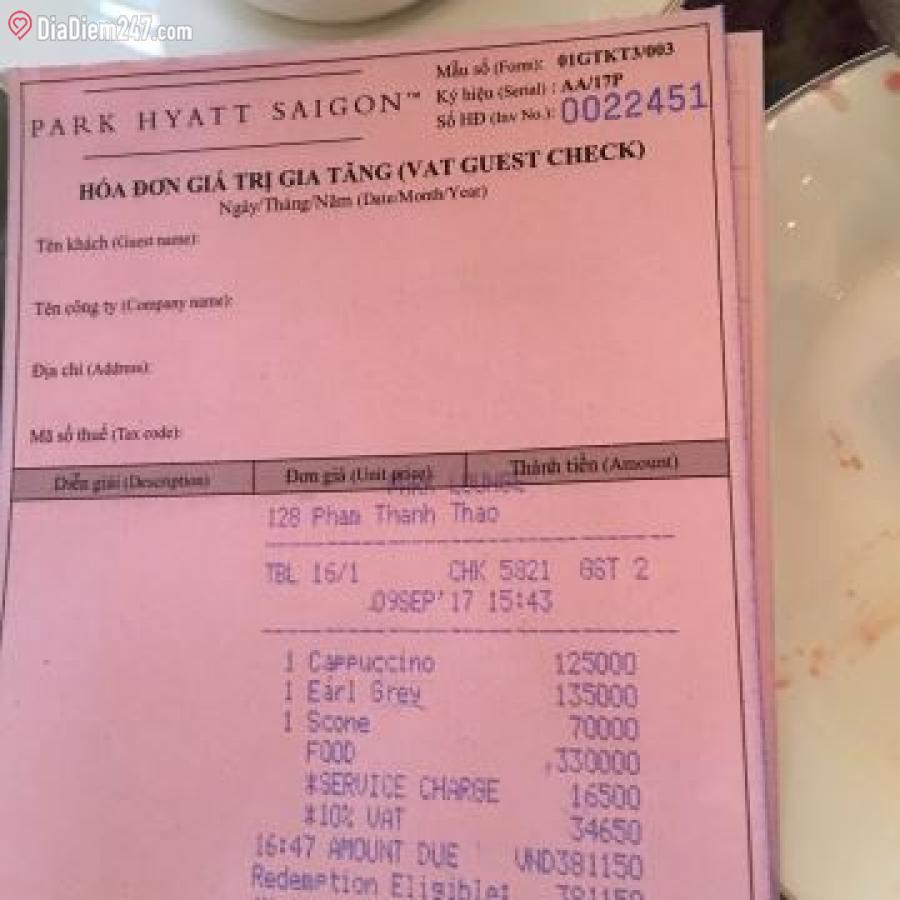 DiaDiem247.com
PARK HYATT SAIGON™
Mẫu số (Form): 01GTKT3/003
Ký hiệu (Serial) : AA/17P
Số HĐ (Inv No.): 0022451
HÓA ĐƠN GIÁ TRỊ GIA TĂNG (VAT GUEST CHECK)
Ngày/Tháng/Năm (Date/Month/Year)
Tên khách (Guest name):
Tên công ty (Company name):
Địa chỉ (Address):
Mã số thuế (Tax code):
Diễn giải (Description) Đơn giá (Unit price) Thành tiền (Amount)
PARK LOUNGE
128 Pham Thanh Thao
TBL 16/1 CHK 5821 GST 2
09SEP'17 15:43
1 Cappuccino 125000
1 Earl Grey 135000
1 Scone 70000
FOOD 330000
*SERVICE CHARGE 16500
*10% VAT 34650
16:47 AMOUNT DUE VND381150
Redemption Eligible: 381150